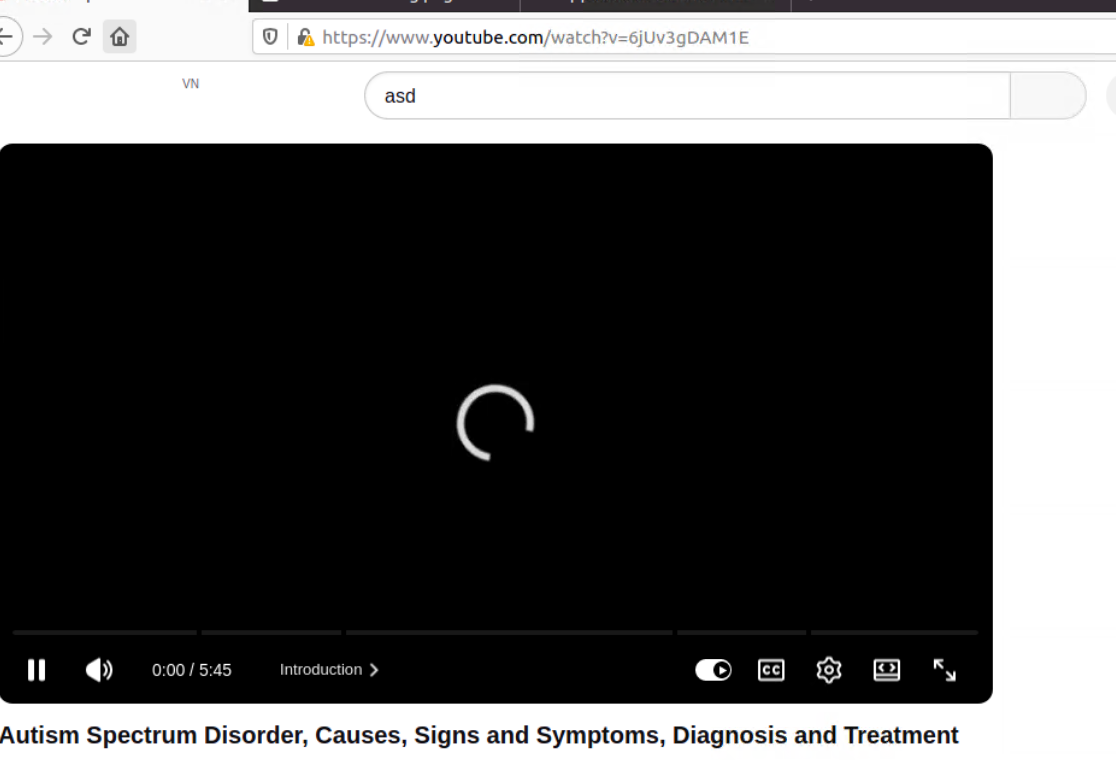 https://www.youtube.com/watch?v=6jUv3gDAM1E
VN
asd
0:00 / 5:45
Introduction
CC
Autism Spectrum Disorder, Causes, Signs and Symptoms, Diagnosis and Treatment